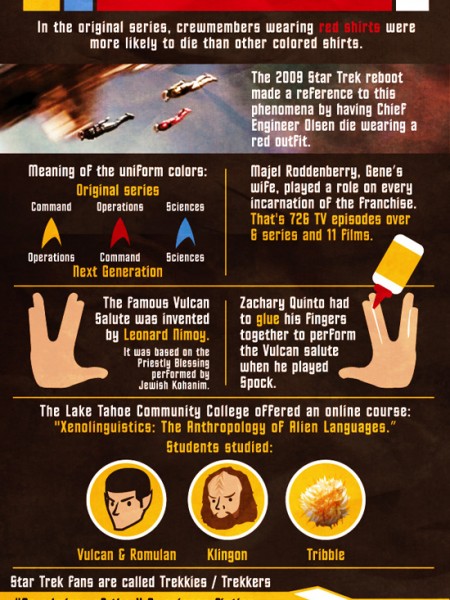 In the original series, crewmembers wearing red shirts were
more likely to die than other colored shirts.
The 2009 Star Trek reboot
made a reference to this
phenomena by having Chief
Engineer Olsen die wearing a
red outfit.
Meaning of the uniform colors:
Original series
Command Operations Sciences
Operations Command Sciences
Next Generation
Majel Roddenberry, Gene's
wife, played a role on every
incarnation of the franchise.
That's 726 TV episodes over
6 series and 11 films.
The Famous Vulcan
Salute was invented
by Leonard Nimoy.
It was based on the
Priestly Blessing
performed by
Jewish Kohanim.
Zachary Quinto had
to glue his fingers
together to perform
the Vulcan salute
when he played
Spock.
The Lake Tahoe Community College offered an online course:
"Xenolinguistics: The Anthropology of Alien Languages."
Students studied:
Vulcan & Romulan Klingon Tribble
Star Trek Fans are called Trekkies / Trekkers